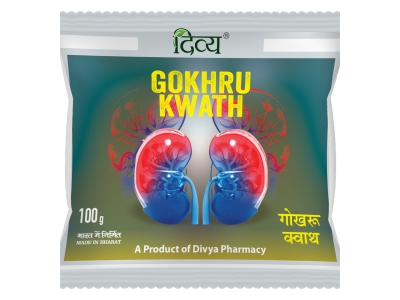 दिव्य®
GOKHRU
KWATH
100g
भारत में निर्मित
MADE IN BHARAT
गोखरू
क्वाथ
A Product of Divya Pharmacy